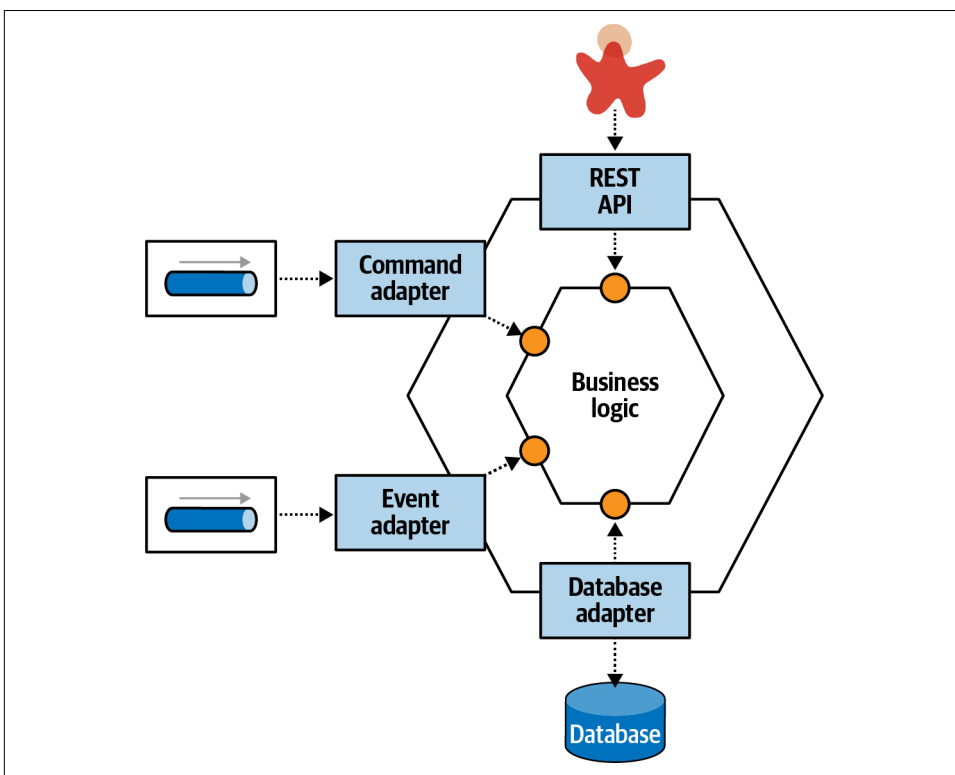 REST
API
Command
adapter
Business
logic
Event
adapter
Database
adapter
Database